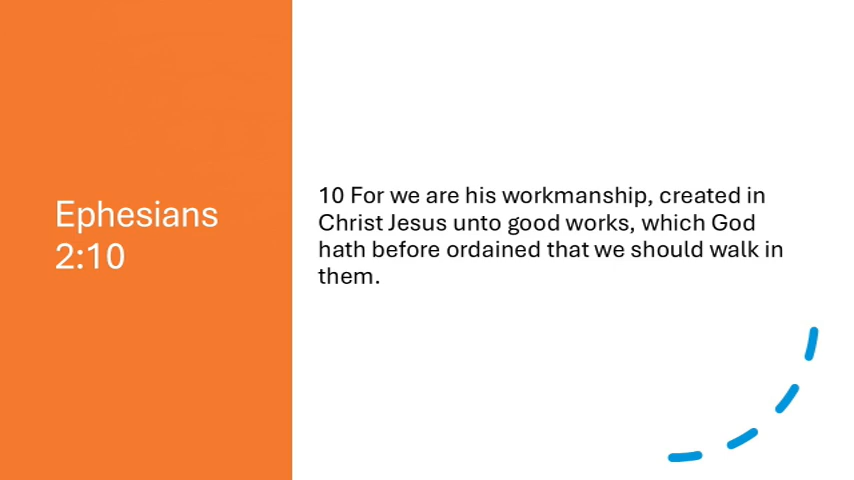 Ephesians
2:10
10 For we are his workmanship, created in
Christ Jesus unto good works, which God
hath before ordained that we should walk in
them.